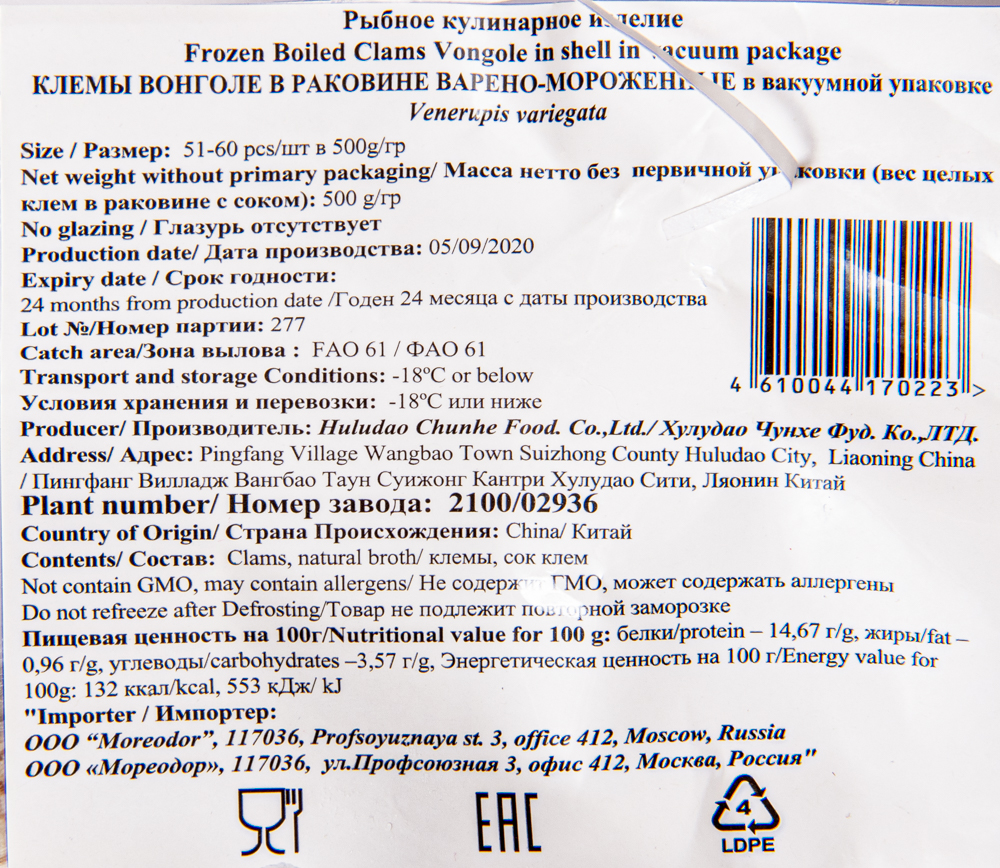 Рыбное кулинарное изделие
Frozen Boiled Clams Vongole in shell in vacuum package
КЛЕМЫ ВОНГОЛЕ В РАКОВИНЕ ВАРЕНО-МОРОЖЕННЫЕ в вакуумной упаковке
Venerupis variegata
Size / Размер: 51-60 pcs/шт в 500g/гр
Net weight without primary packaging/ Масса нетто без первичной упаковки (вес целых
клем в раковине с соком): 500 g/гр
No glazing / Глазурь отсутствует
Production date/ Дата производства: 05/09/2020
Expiry date / Срок годности:
24 months from production date /Годен 24 месяца с даты производства
Lot №/Номер партии: 277
Catch area/Зона вылова : FAO 61 / ФАО 61
Transport and storage Conditions: -18ºC or below
Условия хранения и перевозки: -18ºC или ниже
4 610044 170223 >
Producer/ Производитель: Huludao Chunhe Food. Co.,Ltd./ Хулудао Чунхе Фуд. Ко.,ЛТД.
Address/ Адрес: Pingfang Village Wangbao Town Suizhong County Huludao City, Liaoning China
/ Пингфанг Вилладж Вангбао Таун Суижонг Кантри Хулудао Сити, Ляонин Китай
Plant number/ Номер завода: 2100/02936
Country of Origin/ Страна Происхождения: China/ Китай
Contents/ Состав: Clams, natural broth/ клемы, сок клем
Not contain GMO, may contain allergens/ Не содержит ГМО, может содержать аллергены
Do not refreeze after Defrosting/Товар не подлежит повторной заморозке
Пищевая ценность на 100г/Nutritional value for 100 g: белки/protein – 14,67 г/g, жиры/fat –
0,96 г/g, углеводы/carbohydrates –3,57 г/g, Энергетическая ценность на 100 г/Energy value for
100g: 132 ккал/kcal, 553 кДж/ kJ
"Importer / Импортер:
ООО “Moreodor”, 117036, Profsoyuznaya st. 3, office 412, Moscow, Russia
ООО «Мореодор», 117036, ул.Профсоюзная 3, офис 412, Москва, Россия"
EAC
4
LDPE